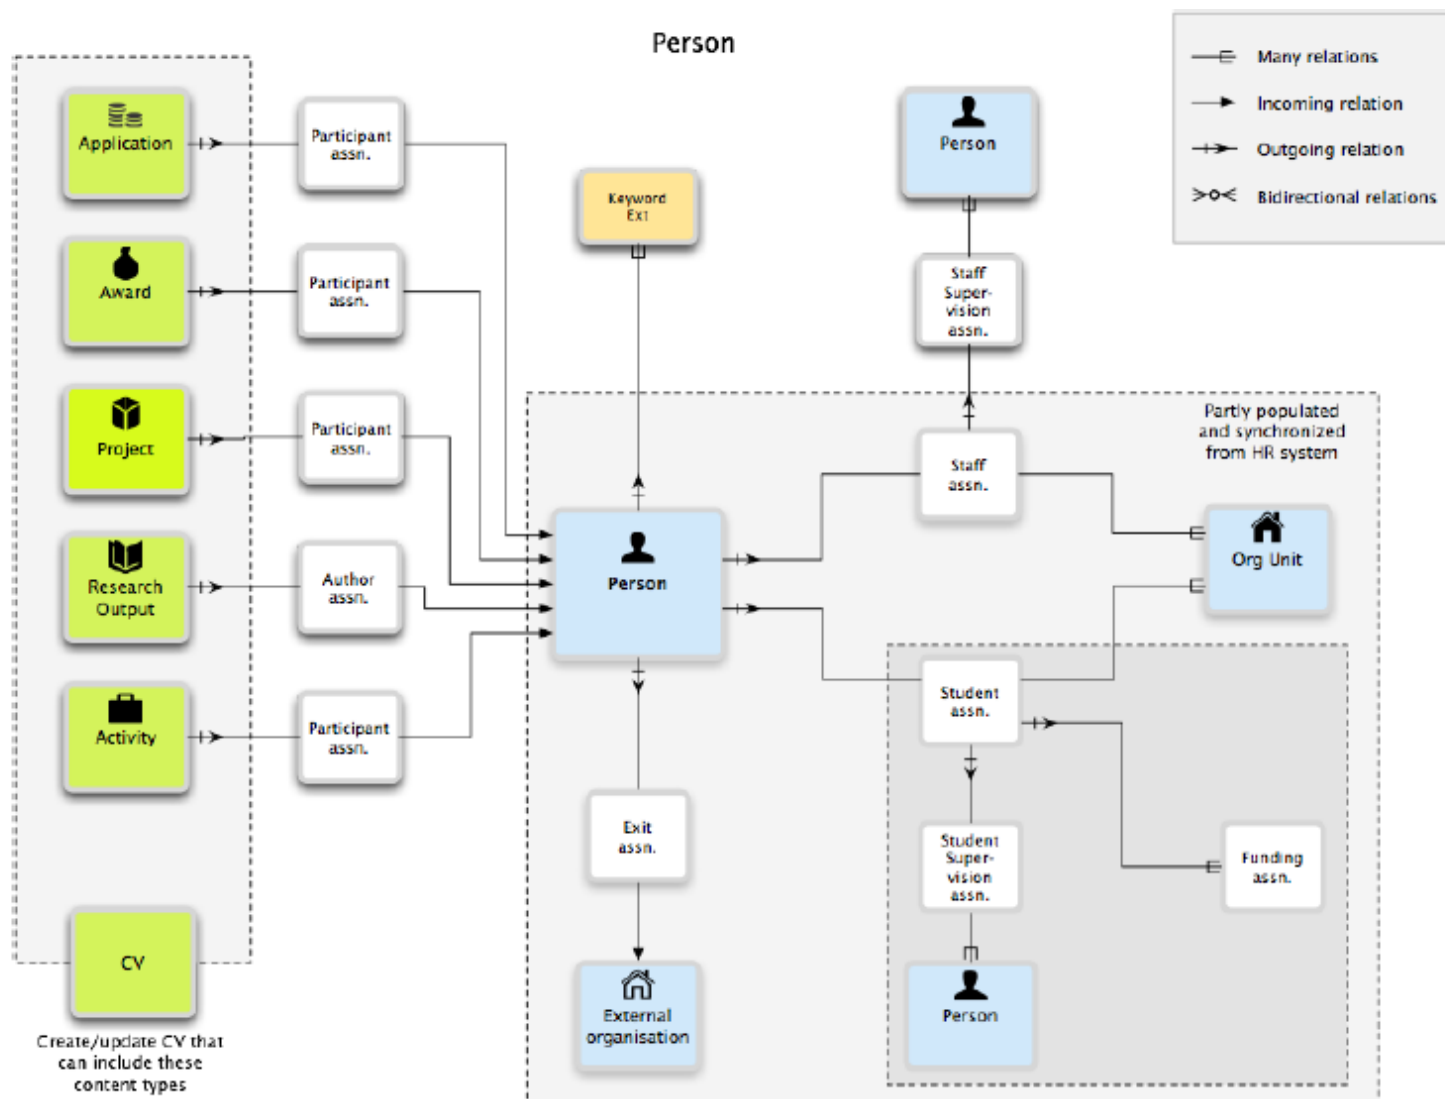 Person
Many relations
Incoming relation
Outgoing relation
Bidirectional relations
Application
Participant
assn.
Keyword
Ext
Person
Award
Participant
assn.
Staff
Super-
vision
assn.
Project
Participant
assn.
Partly populated
and synchronized
from HR system
Staff
assn.
Research
Output
Author
assn.
Person
Org Unit
Activity
Participant
assn.
Student
assn.
Exit
assn.
Student
Super-
vision
assn.
Funding
assn.
CV
External
organisation
Person
Create/update CV that
can include these
content types